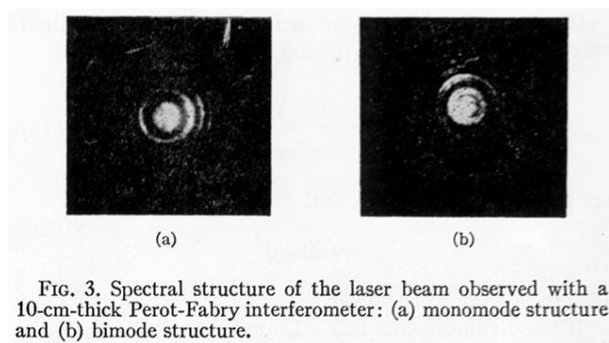 (a)
(b)
FIG. 3. Spectral structure of the laser beam observed with a
10-cm-thick Perot-Fabry interferometer: (a) monomode structure
and (b) bimode structure.